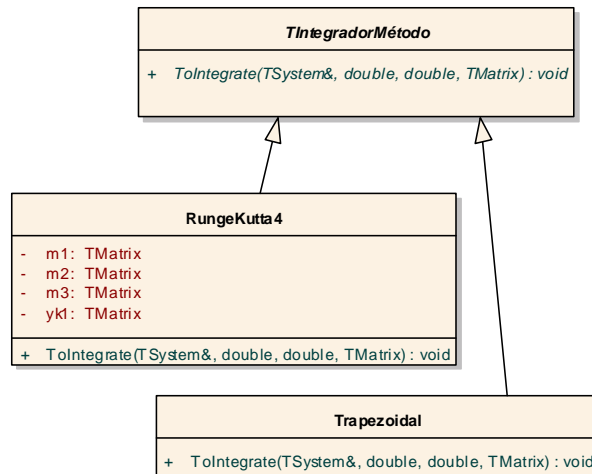 TIntegradorMétodo
+ ToIntegrate(TSystem&, double, double, TMatrix) : void
RungeKutta4
- m1: TMatrix
- m2: TMatrix
- m3: TMatrix
- yk1: TMatrix
+ ToIntegrate(TSystem&, double, double, TMatrix) : void
Trapezoidal
+ ToIntegrate(TSystem&, double, double, TMatrix) : void